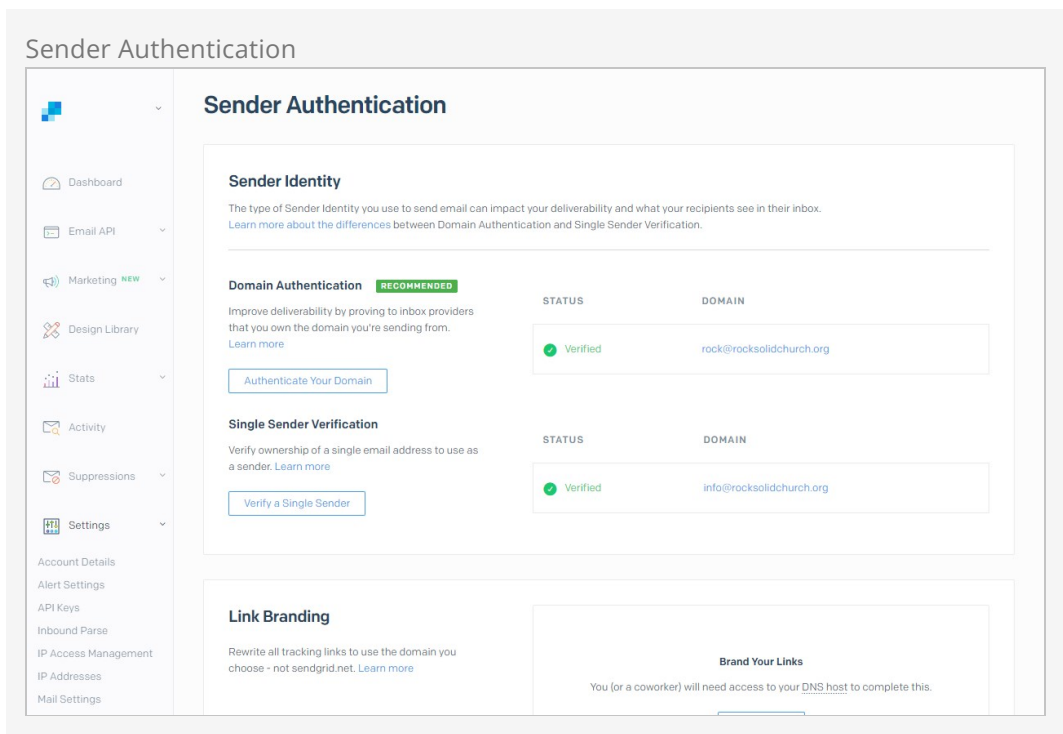 Sender Authentication
Sender Authentication
Dashboard
Email API
Marketing NEW
Design Library
Stats
Activity
Suppressions
Settings
Account Details
Alert Settings
API Keys
Inbound Parse
IP Access Management
IP Addresses
Mail Settings
Sender Identity
The type of Sender Identity you use to send email can impact your deliverability and what your recipients see in their inbox.
Learn more about the differences between Domain Authentication and Single Sender Verification.
Domain Authentication RECOMMENDED
Improve deliverability by proving to inbox providers
that you own the domain you're sending from.
Learn more
Authenticate Your Domain
STATUS DOMAIN
Verified rock@rocksolidchurch.org
Single Sender Verification
Verify ownership of a single email address to use as
a sender. Learn more
Verify a Single Sender
STATUS DOMAIN
Verified info@rocksolidchurch.org
Link Branding
Rewrite all tracking links to use the domain you
choose - not sendgrid.net. Learn more
Brand Your Links
You (or a coworker) will need access to your DNS host to complete this.